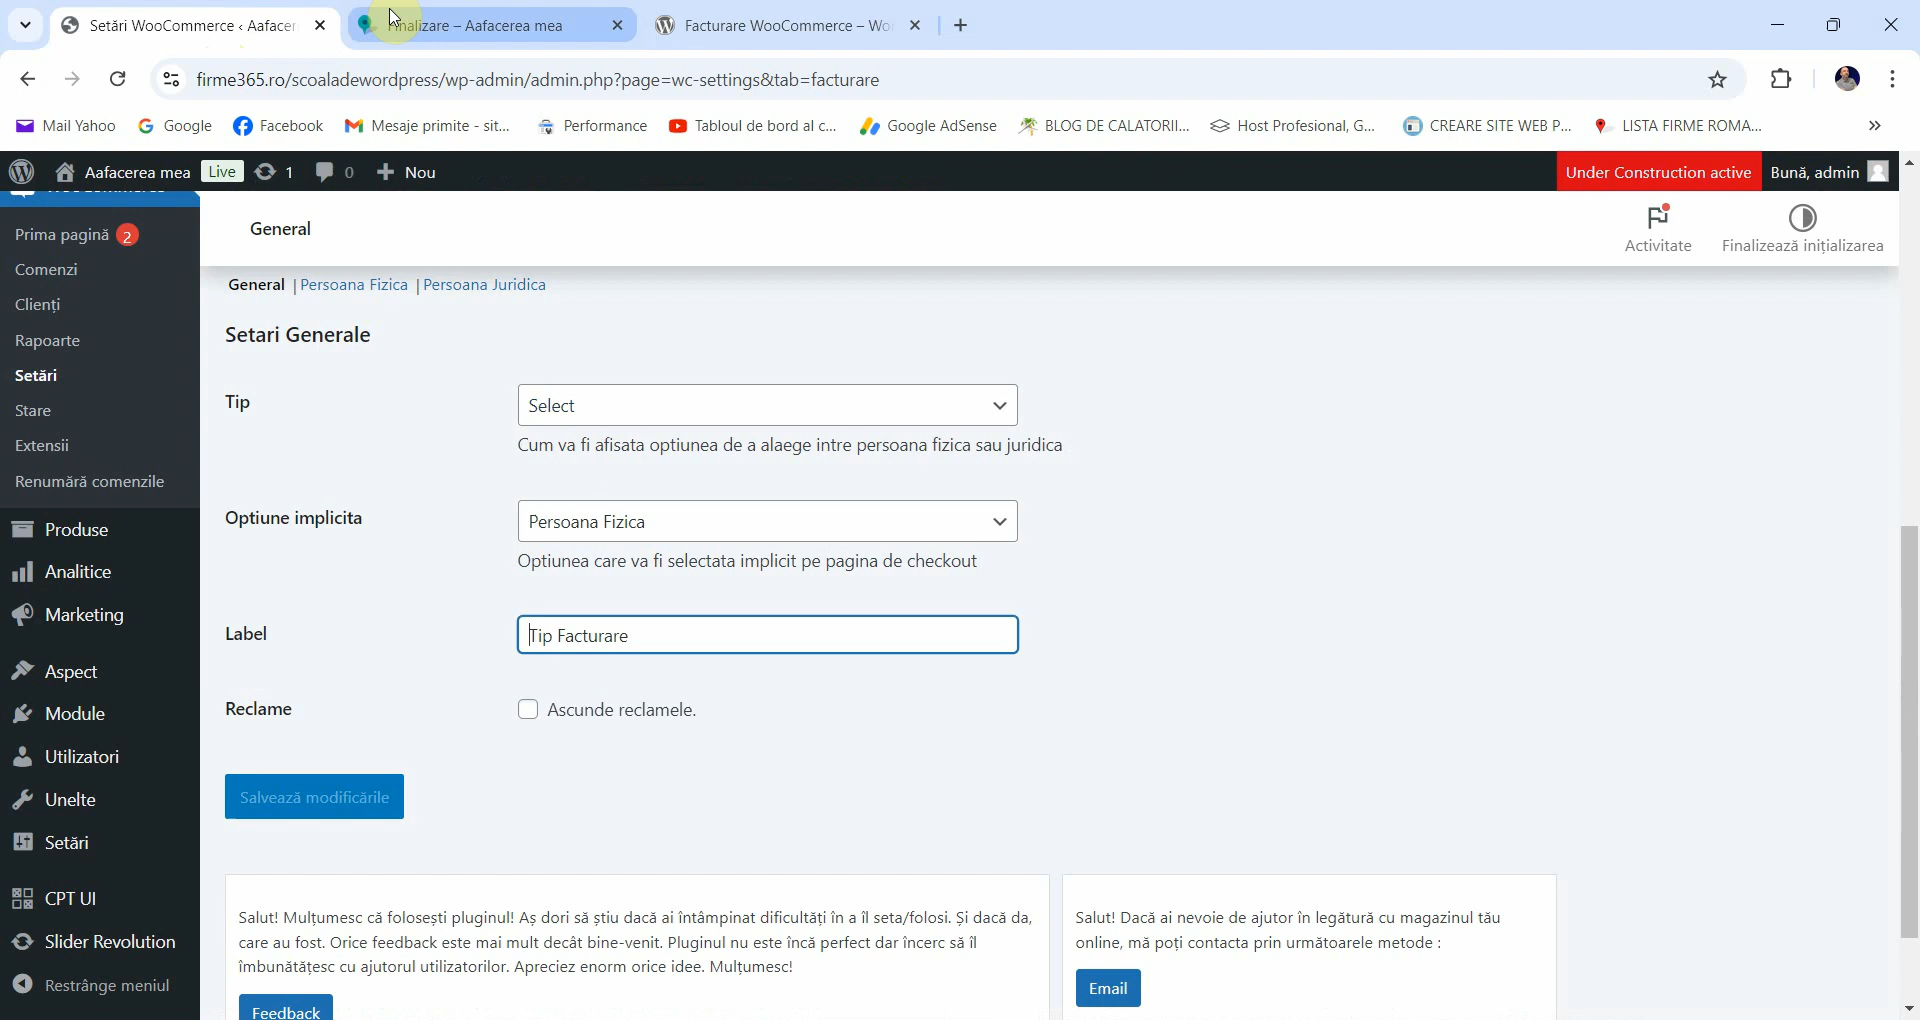 Setări WooCommerce ‹ Aafacer
nalizare – Aafacerea mea
Facturare WooCommerce – Wo
firme365.ro/scoaladewordpress/wp-admin/admin.php?page=wc-settings&tab=facturare
Mail Yahoo
Google
Facebook
Mesaje primite - sit...
Performance
Tabloul de bord al c...
Google AdSense
BLOG DE CALATORII...
Host Profesional, G...
CREARE SITE WEB P...
LISTA FIRME ROMA...
»
Aafacerea mea
Live
1
0
Nou
Under Construction active
Bună, admin
Prima pagină 2
Comenzi
Clienți
Rapoarte
Setări
Stare
Extensii
Renumără comenzile
Produse
Analitice
Marketing
Aspect
Module
Utilizatori
Unelte
Setări
CPT UI
Slider Revolution
Restrânge meniul
General
Activitate
Finalizează inițializarea
General | Persoana Fizica | Persoana Juridica
Setari Generale
Tip
Select
Cum va fi afisata optiunea de a alaege intre persoana fizica sau juridica
Optiune implicita
Persoana Fizica
Optiunea care va fi selectata implicit pe pagina de checkout
Label
Tip Facturare
Reclame
Ascunde reclamele.
Salvează modificările
Salut! Mulțumesc că folosești pluginul! Aș dori să știu dacă ai întâmpinat dificultăți în a îl seta/folosi. Și dacă da,
care au fost. Orice feedback este mai mult decât bine-venit. Pluginul nu este încă perfect dar încerc să îl
îmbunătățesc cu ajutorul utilizatorilor. Apreciez enorm orice idee. Mulțumesc!
Feedback
Salut! Dacă ai nevoie de ajutor în legătură cu magazinul tău
online, mă poți contacta prin următoarele metode :
Email